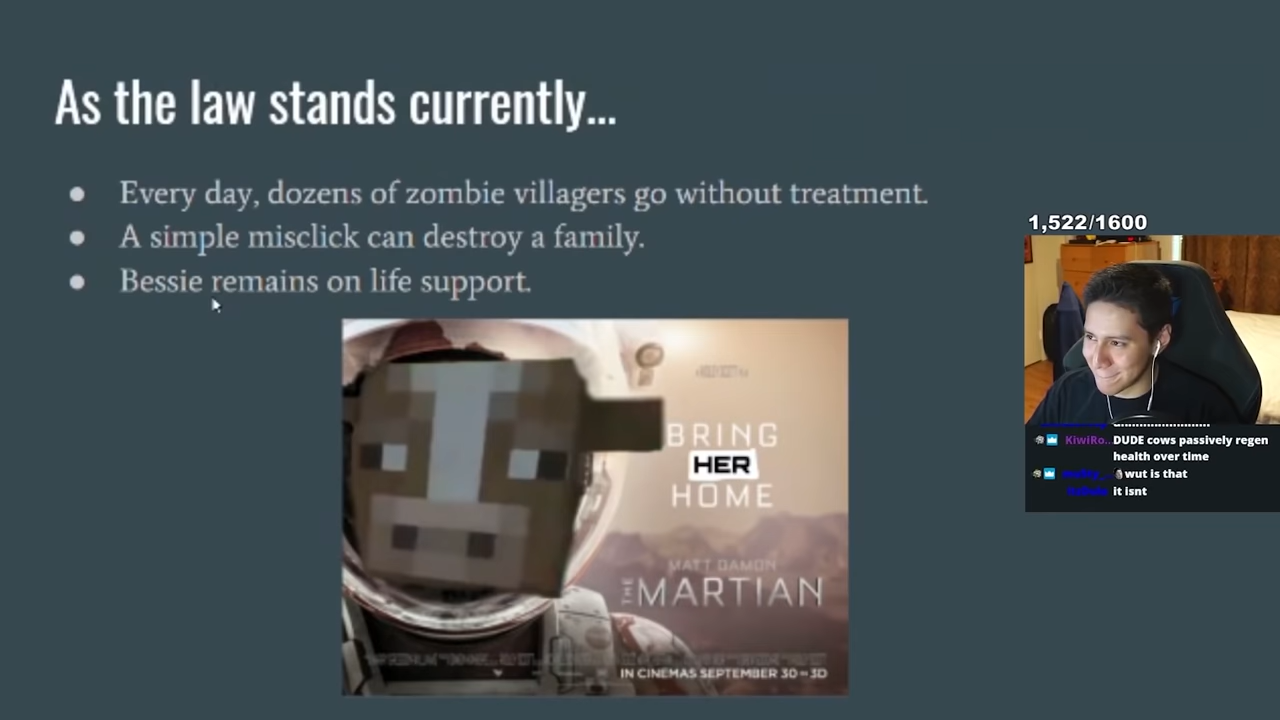 As the law stands currently...
Every day, dozens of zombie villagers go without treatment.
A simple misclick can destroy a family.
Bessie remains on life support.
1,522/1600
BRING
HER
HOME
MATT DAMON
THE MARTIAN
IN CINEMAS SEPTEMBER 30 IN 3D
KiwiRo... DUDE cows passively regen
health over time
wut is that
it isnt